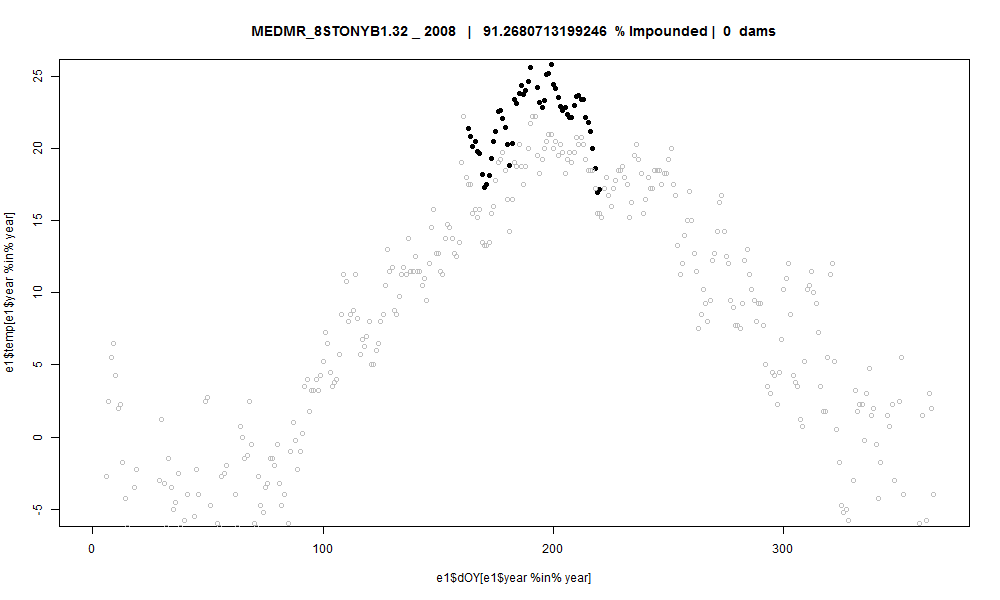 MEDMR_8STONYB1.32 _ 2008 | 91.2680713199246 % Impounded | 0 dams
25
20
15
10
5
0
-5
e1$temp[e1$year %in% year]
0 100 200 300
e1$dOY[e1$year %in% year]